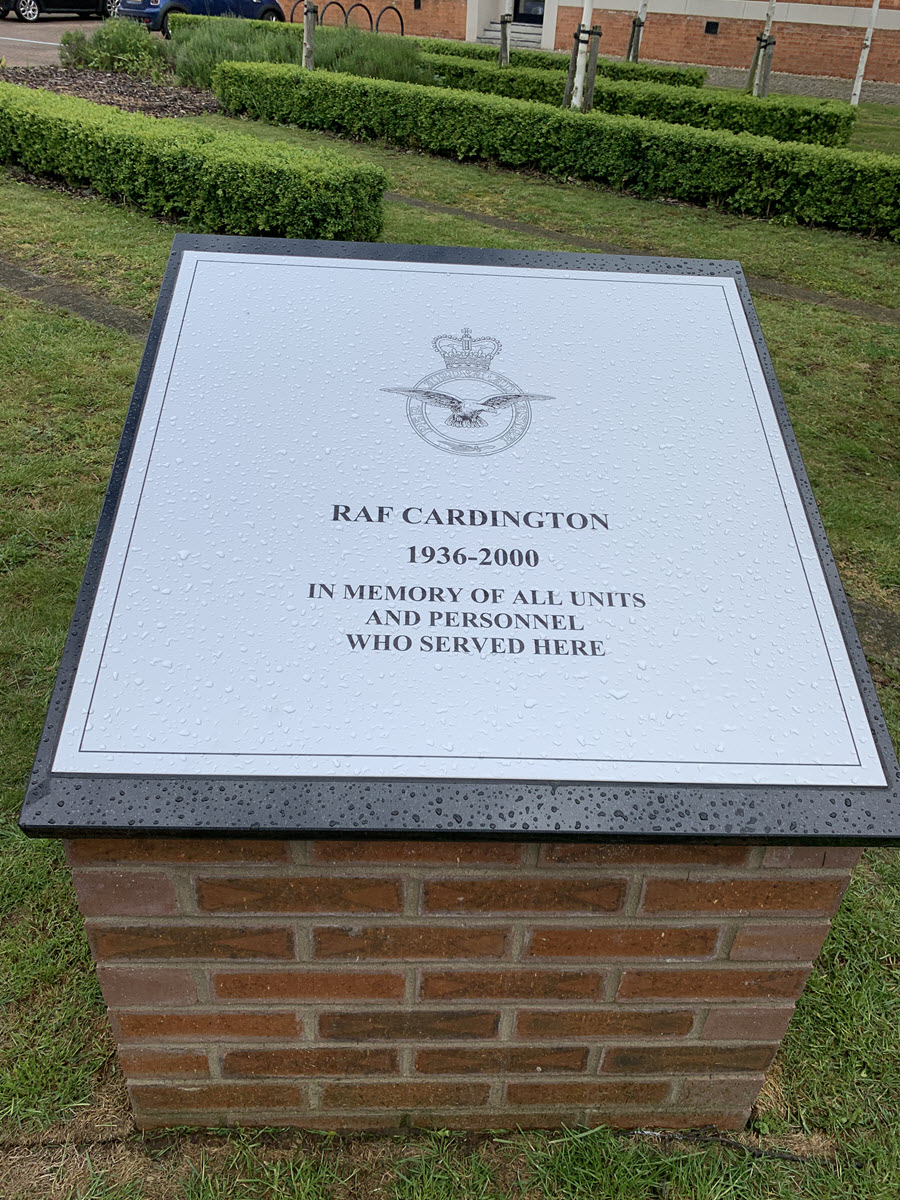 RAF CARDINGTON
1936-2000
IN MEMORY OF ALL UNITS
AND PERSONNEL
WHO SERVED HERE